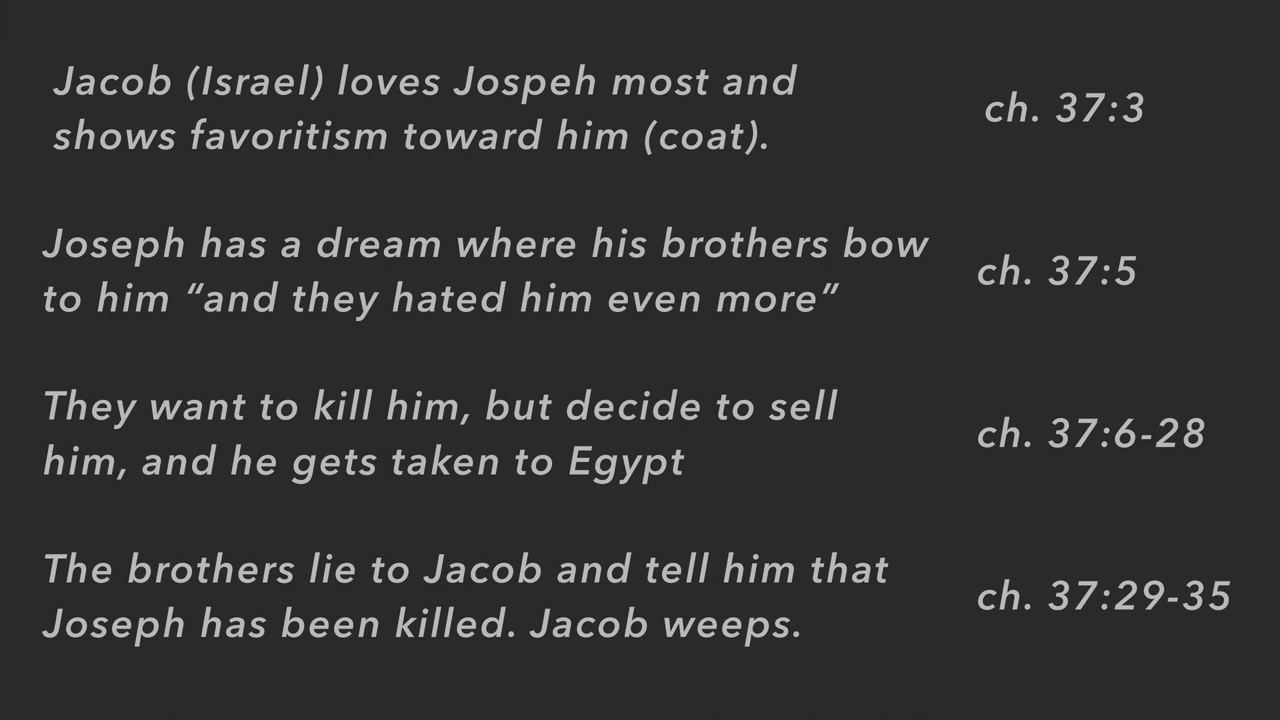 Jacob (Israel) loves Jospeh most and
shows favoritism toward him (coat).
ch. 37:3
Joseph has a dream where his brothers bow
to him “and they hated him even more”
ch. 37:5
They want to kill him, but decide to sell
him, and he gets taken to Egypt
ch. 37:6-28
The brothers lie to Jacob and tell him that
Joseph has been killed. Jacob weeps.
ch. 37:29-35